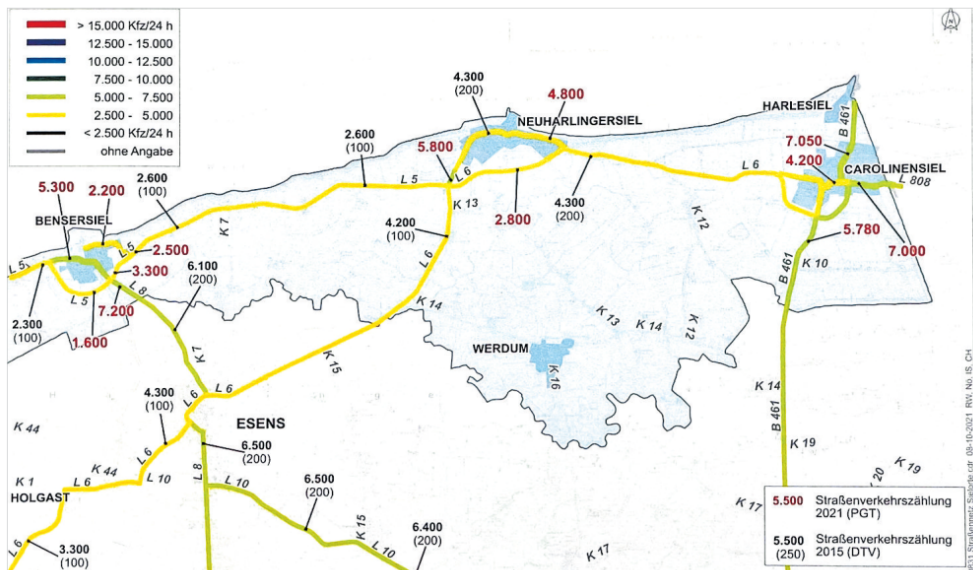 > 15.000 Kfz/24 h
12.500 - 15.000
10.000 - 12.500
7.500 - 10.000
5.000 - 7.500
2.500 - 5.000
< 2.500 Kfz/24 h
ohne Angabe
4.300
(200)
4.800
NEUHARLINGERSIEL
HARLESIEL
B 461
7.050
4.200
CAROLINENSIEL
L 808
2.600
(100)
5.800
L 5
L 6
K 13
2.800
4.300
(200)
L 6
5.300
2.200
2.600
(100)
BENSERSIEL
K 7
L 5
2.500
3.300
L 5
L 8
7.200
L 5
1.600
2.300
(100)
6.100
(200)
K 7
4.200
(100)
L 6
K 14
K 15
K 12
5.780
K 10
7.000
B 461
K 13
K 14
K 12
WERDUM
K 16
K 14
B 461
K 19
4.300
(100)
L 6
L 6
ESENS
K 44
L 6
K 44
L 10
K 1
L 6
HOLGAST
L 6
3.300
(100)
6.500
(200)
L 8
L 10
6.500
(200)
K 15
L 10
6.400
(200)
K 17
K 17
L 20
K 19
5.500
Straßenverkehrszählung
2021 (PGT)
5.500
(250)
Straßenverkehrszählung
2015 (DTV)